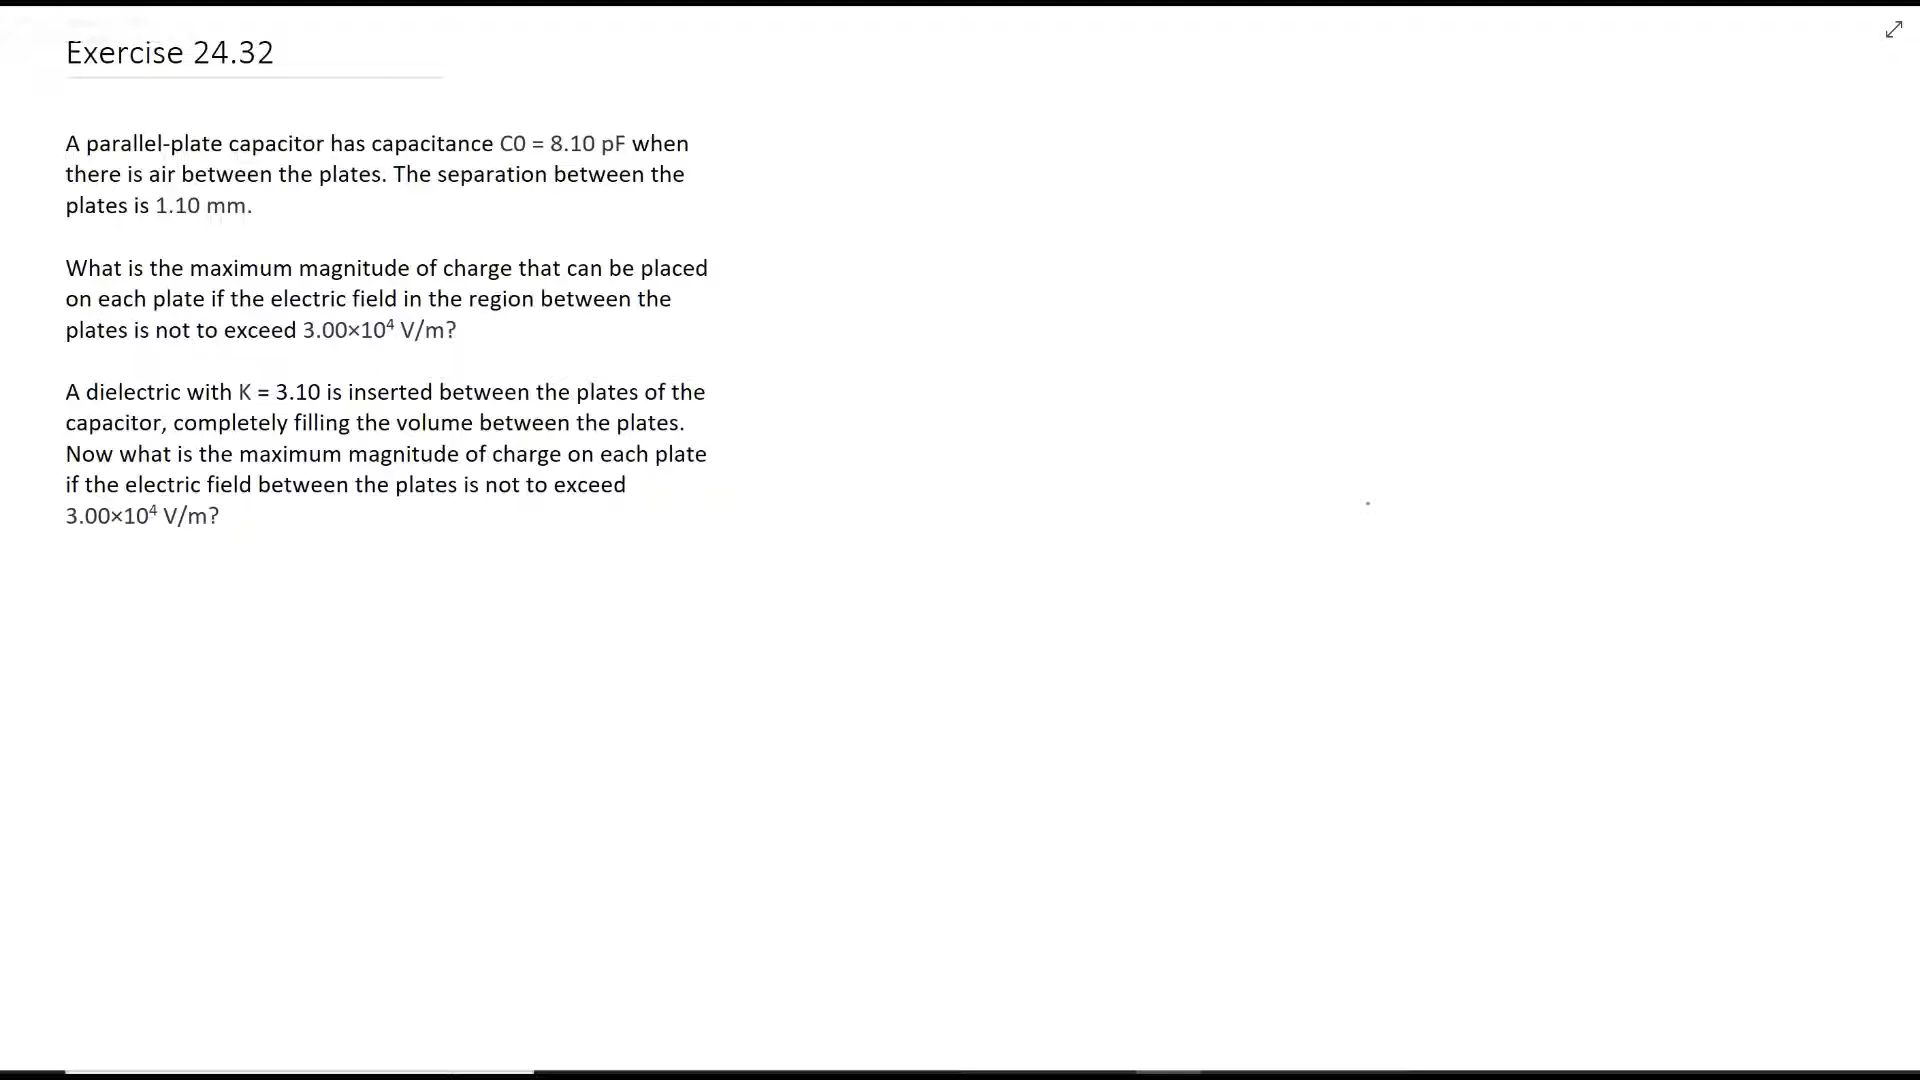 Exercise 24.32
A parallel-plate capacitor has capacitance C0 = 8.10 pF when
there is air between the plates. The separation between the
plates is 1.10 mm.
What is the maximum magnitude of charge that can be placed
on each plate if the electric field in the region between the
plates is not to exceed 3.00×10⁴ V/m?
A dielectric with K = 3.10 is inserted between the plates of the
capacitor, completely filling the volume between the plates.
Now what is the maximum magnitude of charge on each plate
if the electric field between the plates is not to exceed
3.00×10⁴ V/m?